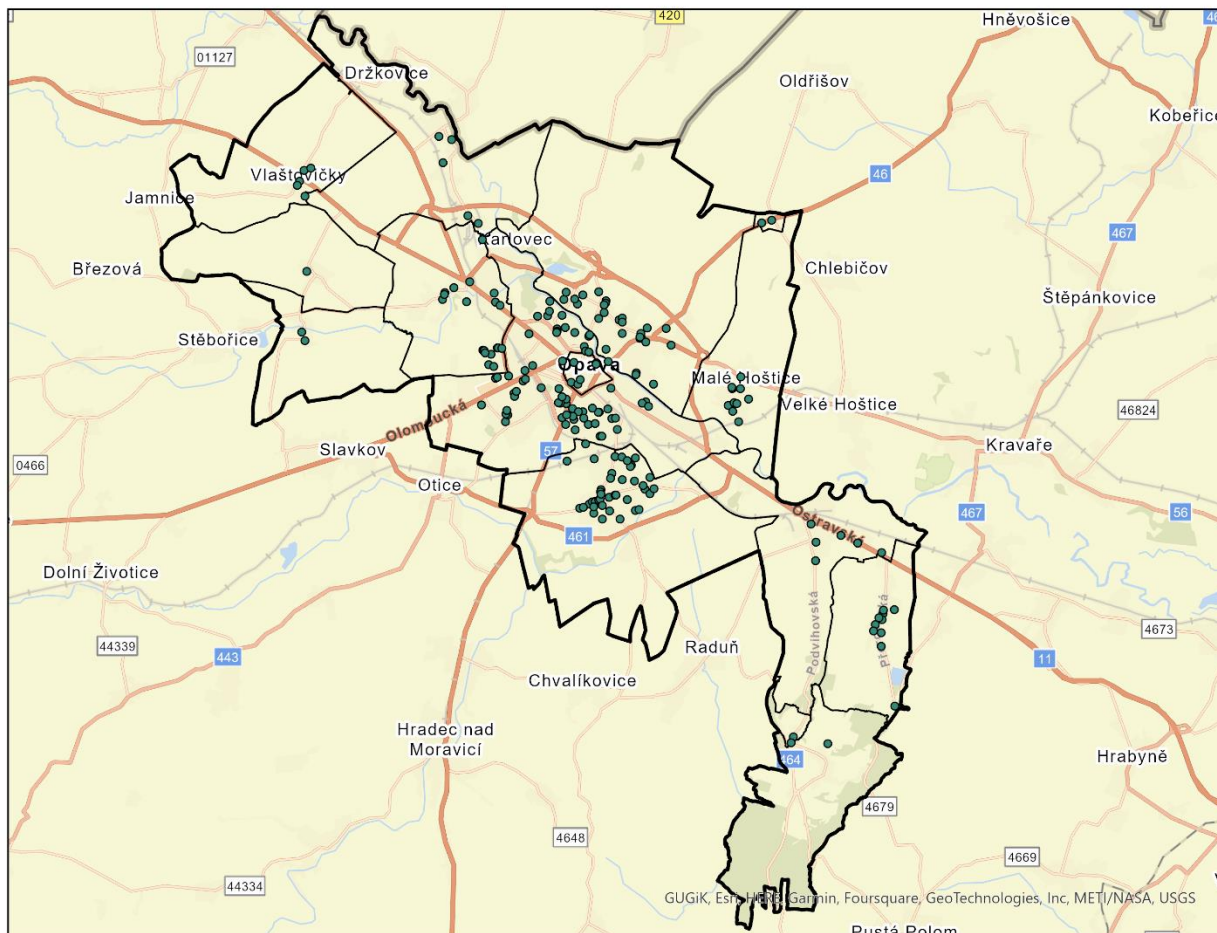 420
Hněvošice
46
01127
Držkovice
Oldřišov
Kobeřice
46
Vlaštovičky
Jamnice
467
Karlovec
Březová
Chlebičov
Štěpánkovice
Stěbořice
Opava
Malé Hoštice
Velké Hoštice
46824
Olomoucká
Slavkov
57
Kravaře
0466
Otice
467
56
Ostravská
461
Dolní Životice
4673
44339
Podvihovská
Raduň
443
11
Chvalíkovice
Hradec nad
Moravicí
Hrabyně
464
4679
4648
4669
44334
GUGiK, Esri, HERE, Garmin, Foursquare, GeoTechnologies, Inc, METI/NASA, USGS
Pustá Polom